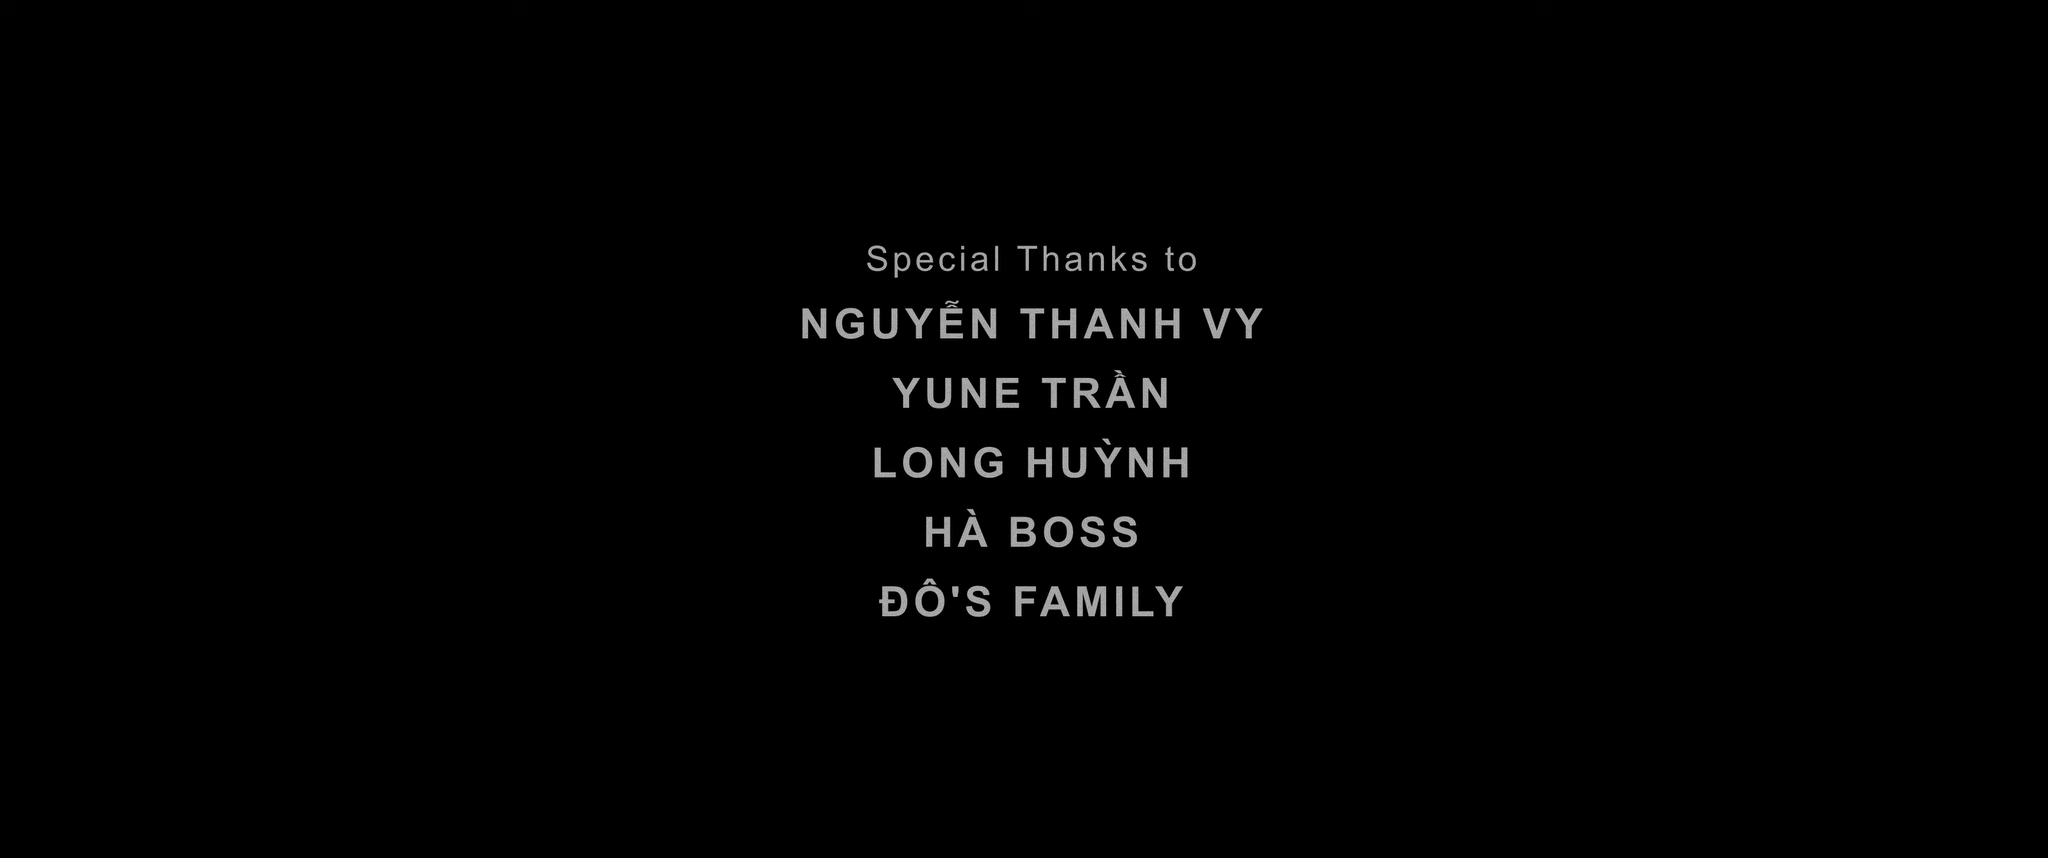 Special Thanks to
NGUYỄN THANH VY
YUNE TRẦN
LONG HUỲNH
HÀ BOSS
ĐÔ'S FAMILY